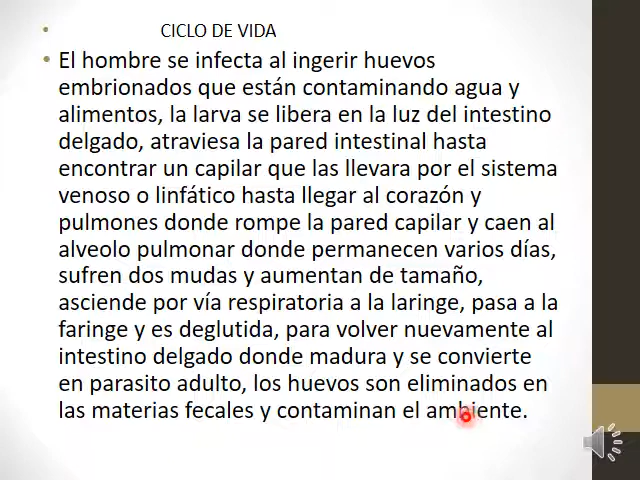 CICLO DE VIDA
El hombre se infecta al ingerir huevos
embrionados que están contaminando agua y
alimentos, la larva se libera en la luz del intestino
delgado, atraviesa la pared intestinal hasta
encontrar un capilar que las llevara por el sistema
venoso o linfático hasta llegar al corazón y
pulmones donde rompe la pared capilar y caen al
alveolo pulmonar donde permanecen varios días,
sufren dos mudas y aumentan de tamaño,
asciende por vía respiratoria a la laringe, pasa a la
faringe y es deglutida, para volver nuevamente al
intestino delgado donde madura y se convierte
en parasito adulto, los huevos son eliminados en
las materias fecales y contaminan el ambiente.